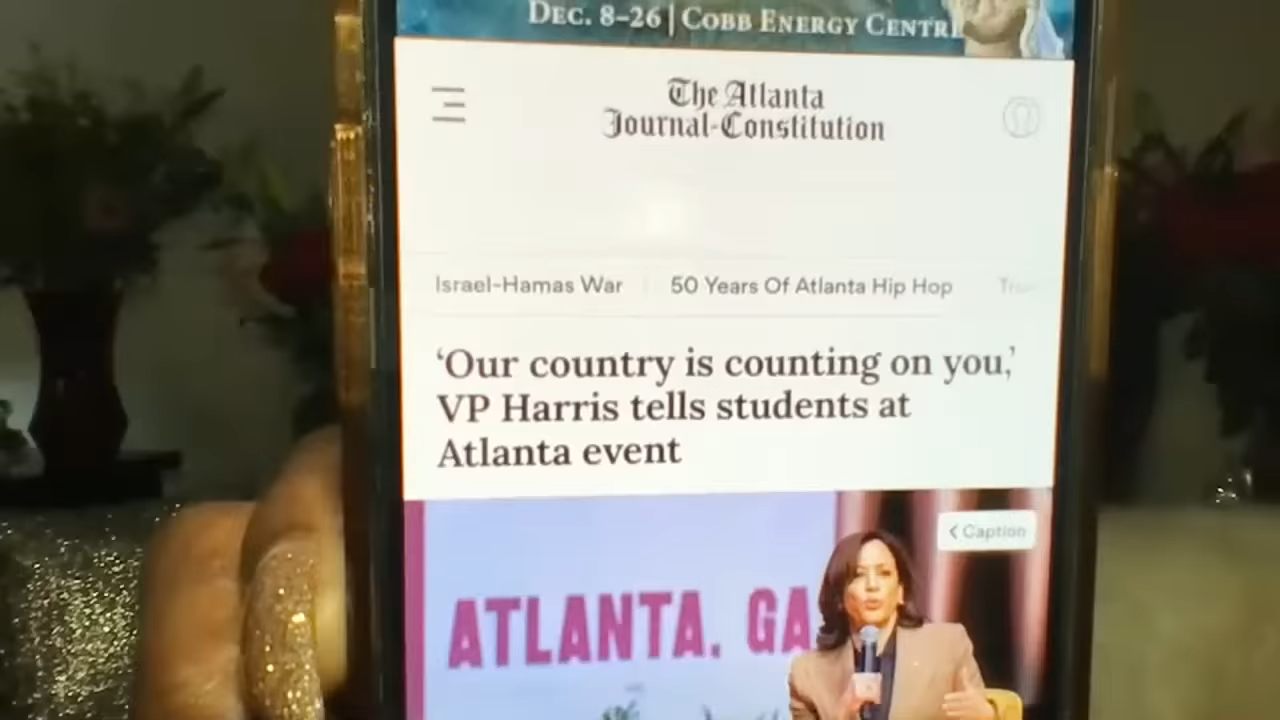 DEC. 8–26 | COBB ENERGY CENTRE
The Atlanta
Journal-Constitution
Israel-Hamas War
50 Years Of Atlanta Hip Hop
‘Our country is counting on you,’
VP Harris tells students at
Atlanta event
< Caption
ATLANTA, GA